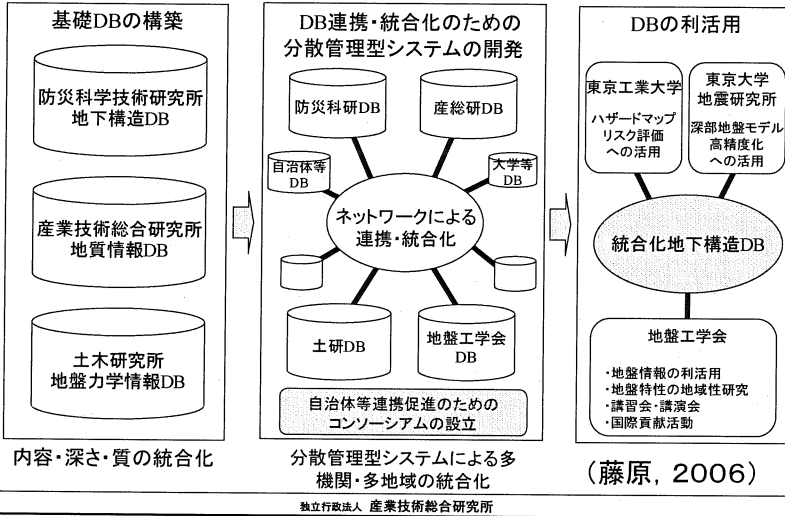 基礎DBの構築
防災科学技術研究所
地下構造DB
産業技術総合研究所
地質情報DB
土木研究所
地盤力学情報DB
内容・深さ・質の統合化
DB連携・統合化のための
分散管理型システムの開発
防災科研DB
産総研DB
自治体等
DB
大学等
DB
ネットワークによる
連携・統合化
土研DB
地盤工学会
DB
自治体等連携促進のための
コンソーシアムの設立
分散管理型システムによる多
機関・多地域の統合化
DBの利活用
東京工業大学
ハザードマップ
リスク評価
への活用
東京大学
地震研究所
深部地盤モデル
高精度化
への活用
統合化地下構造DB
地盤工学会
・地盤情報の利活用
・地盤特性の地域性研究
・講習会・講演会
・国際貢献活動
(藤原, 2006)
独立行政法人 産業技術総合研究所